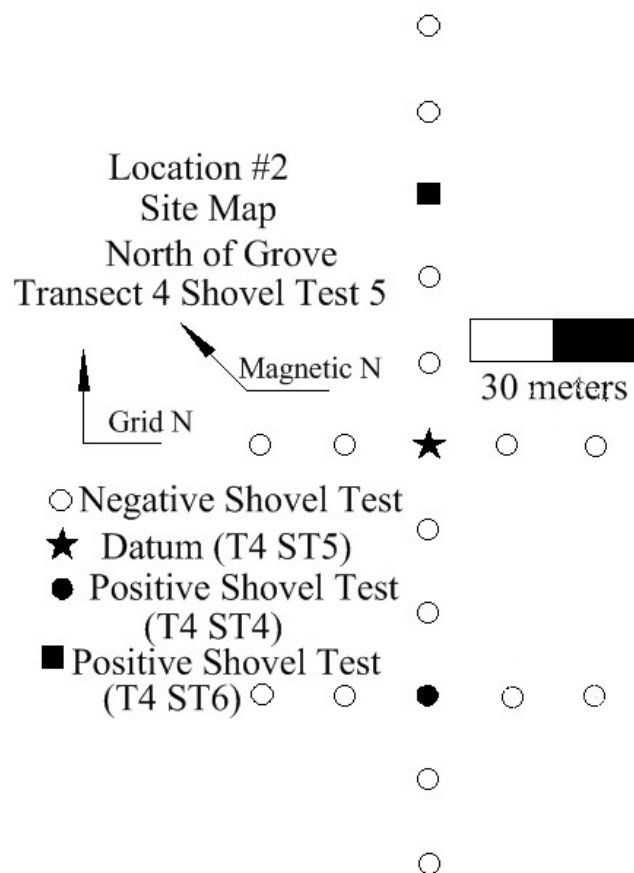 Location #2
Site Map
North of Grove
Transect 4 Shovel Test 5
Magnetic N
30 meters
Grid N
Negative Shovel Test
Datum (T4 ST5)
Positive Shovel Test
(T4 ST4)
Positive Shovel Test
(T4 ST6)